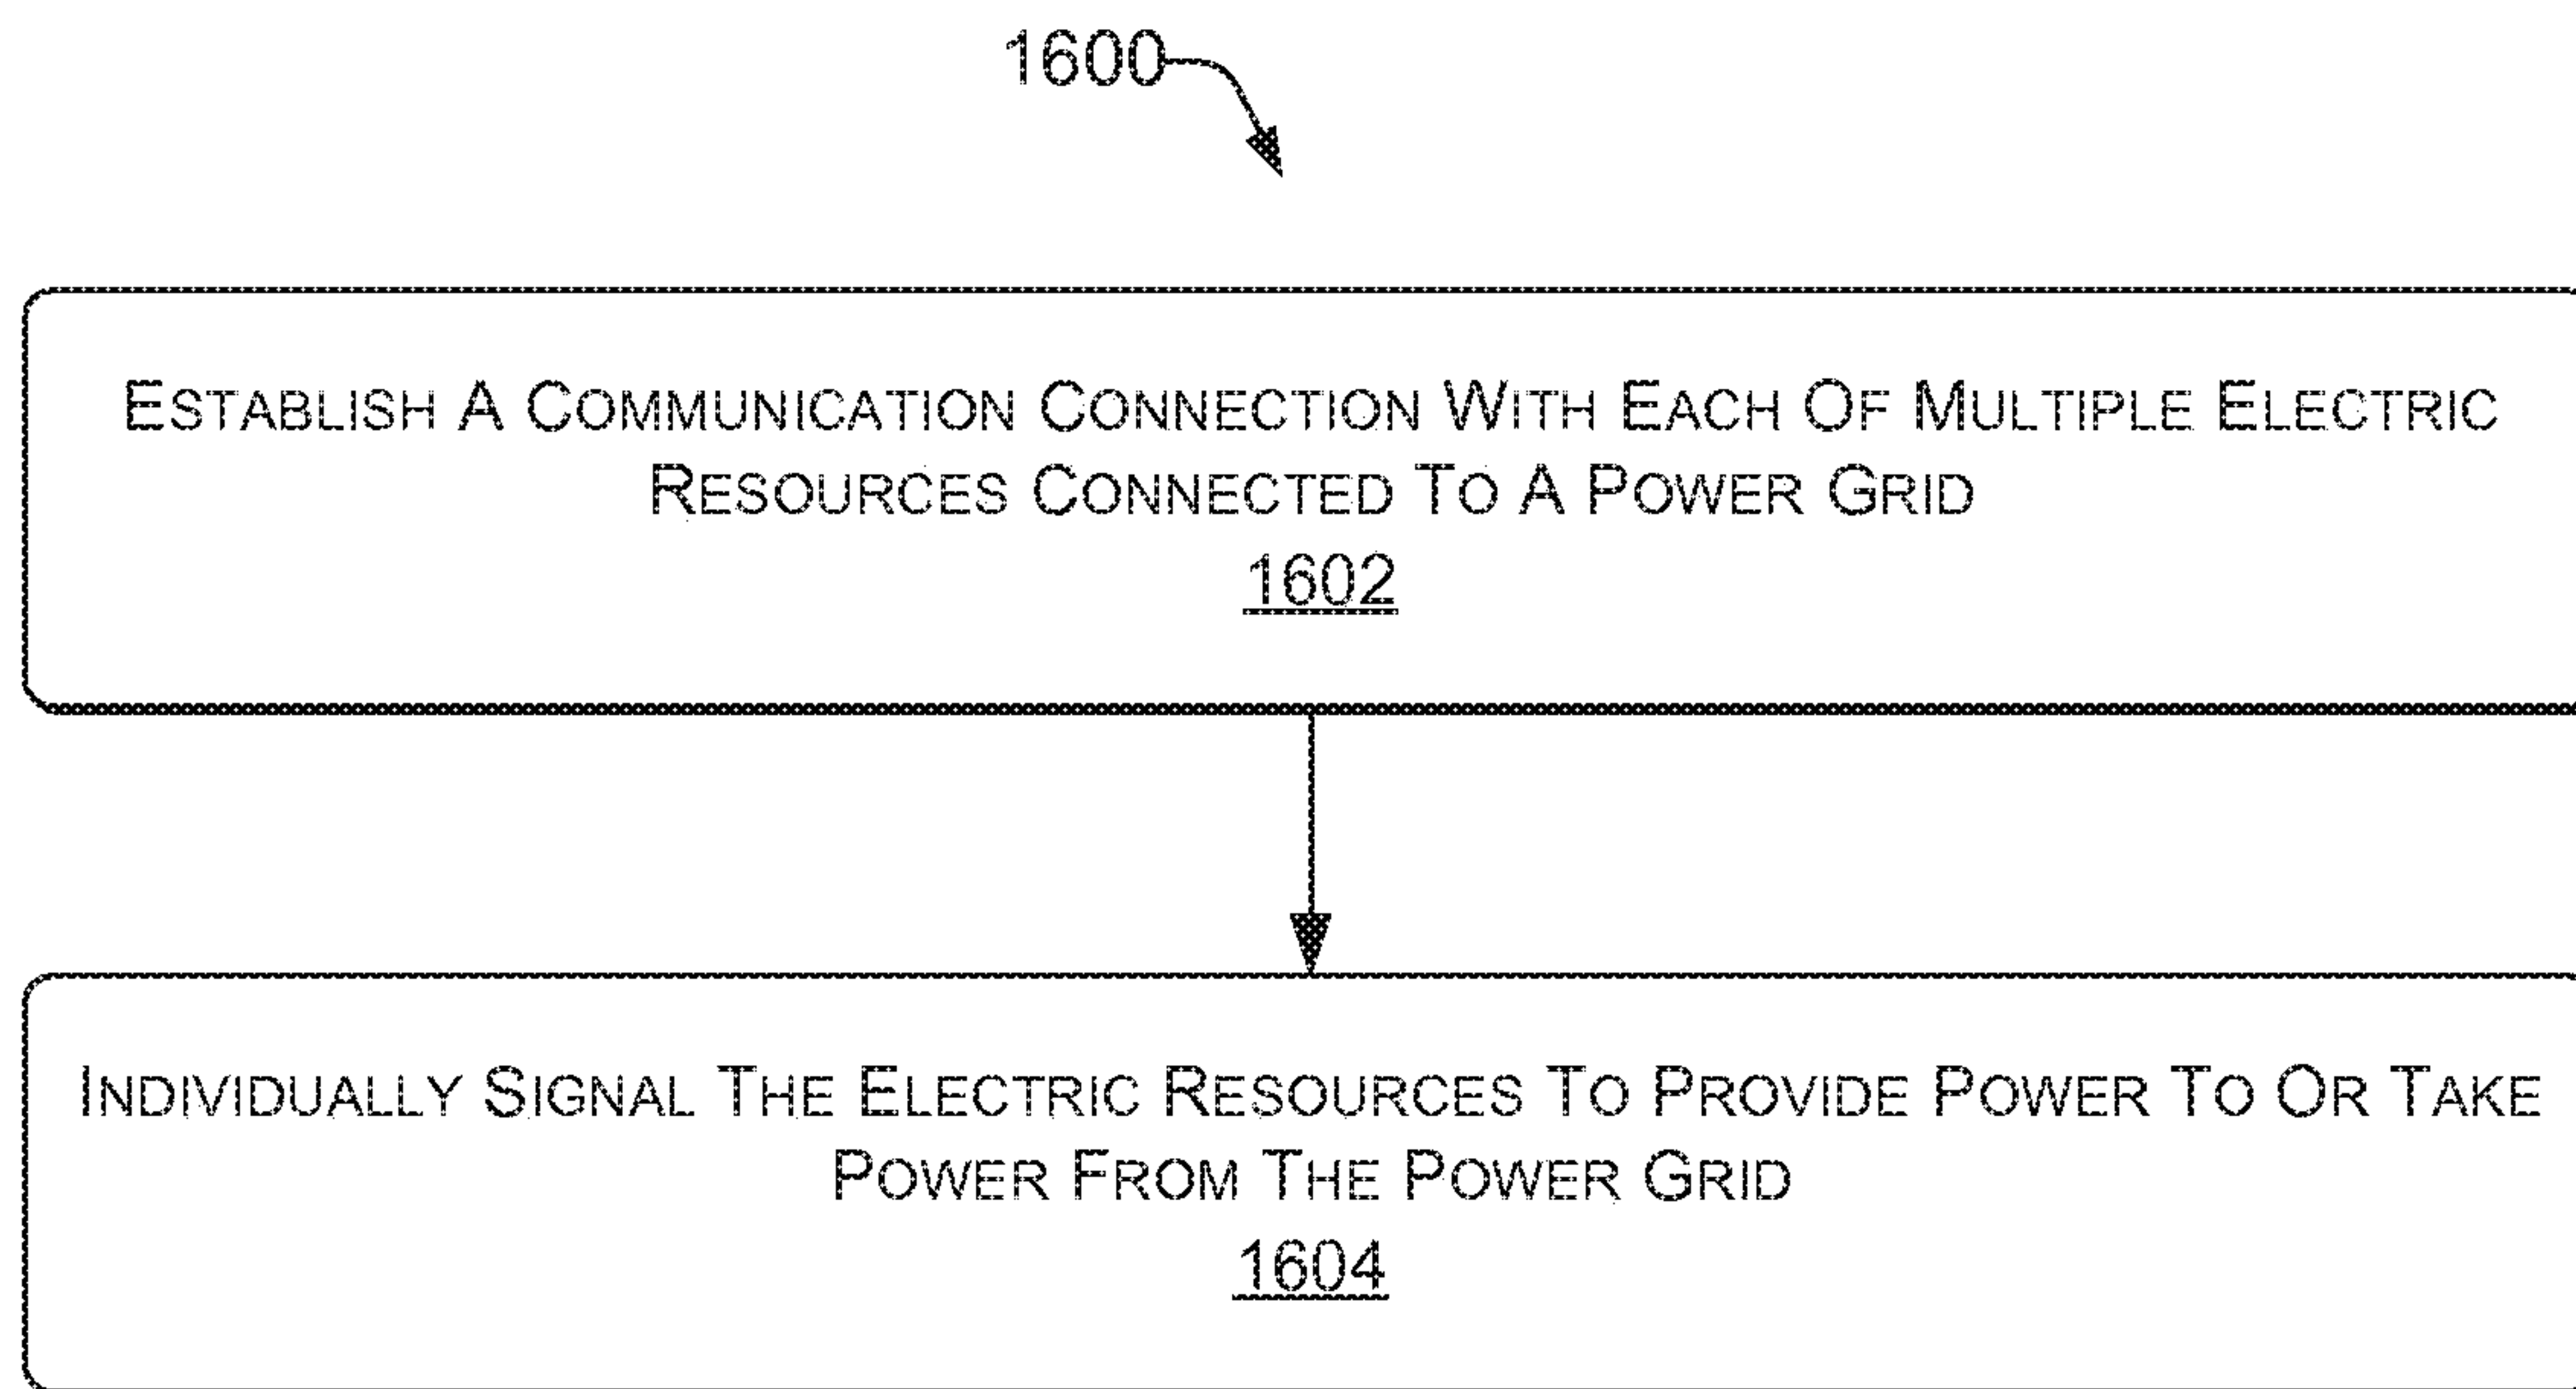 1600
ESTABLISH A COMMUNICATION CONNECTION WITH EACH OF MULTIPLE ELECTRIC
RESOURCES CONNECTED TO A POWER GRID
1602
INDIVIDUALLY SIGNAL THE ELECTRIC RESOURCES TO PROVIDE POWER TO OR TAKE
POWER FROM THE POWER GRID
1604